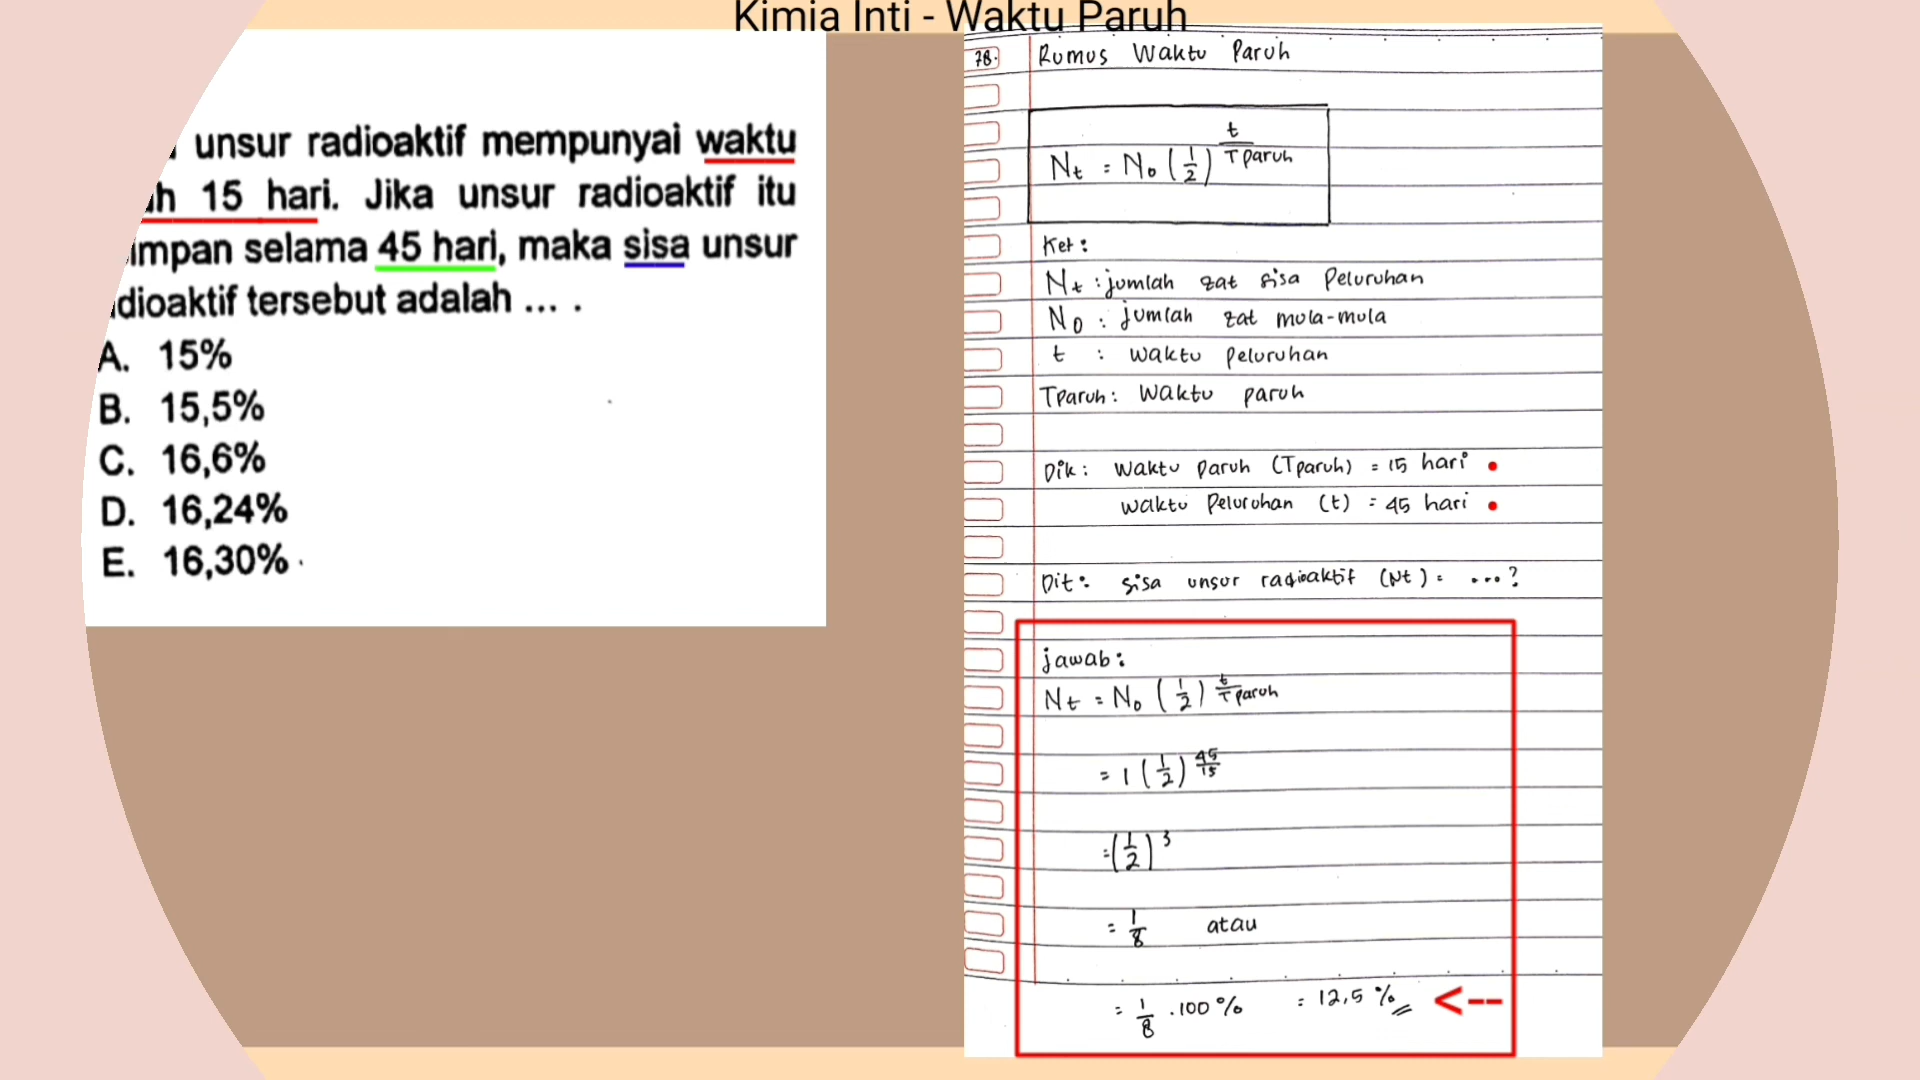 Kimia Inti - Waktu Paruh
unsur radioaktif mempunyai waktu
15 hari. Jika unsur radioaktif itu
selama 45 hari, maka sisa unsur
tersebut adalah ... .
A. 15%
B. 15,5%
C. 16,6%
D. 16,24%
E. 16,30%
78. Rumus Waktu Paruh
Nt = No (1/2) t/Tparuh
Ket :
Nt : jumlah zat sisa Peluruhan
No : jumlah zat mula-mula
t : waktu peluruhan
Tparuh : Waktu paruh
Dik : Waktu paruh (Tparuh) = 15 hari
waktu Peluruhan (t) = 45 hari
Dit : sisa unsur radioaktif (Nt) = ...?
jawab :
Nt = No (1/2) t/Tparuh
= 1 (1/2) 45/15
= (1/2)³
= 1/8 atau
= 1/8 . 100% = 12,5% <--